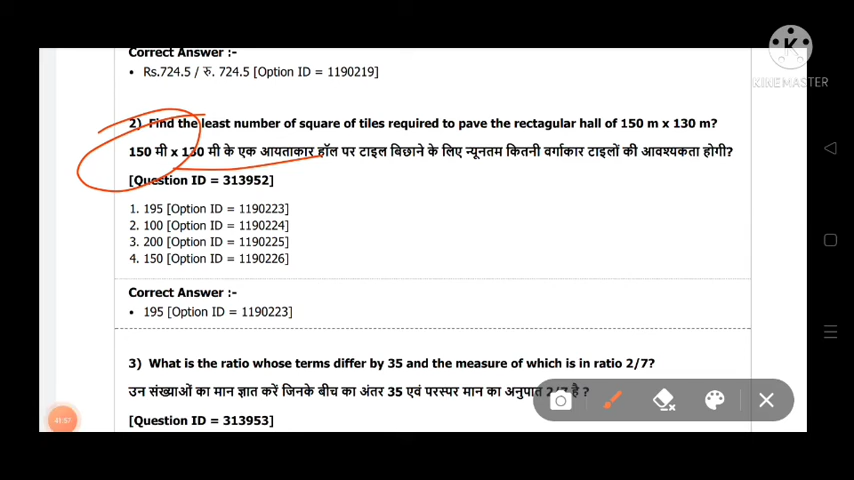 Correct Answer :-
• Rs.724.5 / रु. 724.5 [Option ID = 1190219]
K
KINEMASTER
2) Find the least number of square of tiles required to pave the rectagular hall of 150 m x 130 m?
150 मी x 130 मी के एक आयताकार हॉल पर टाइल बिछाने के लिए न्यूनतम कितनी वर्गाकार टाइलों की आवश्यकता होगी?
[Question ID = 313952]
1. 195 [Option ID = 1190223]
2. 100 [Option ID = 1190224]
3. 200 [Option ID = 1190225]
4. 150 [Option ID = 1190226]
Correct Answer :-
• 195 [Option ID = 1190223]
3) What is the ratio whose terms differ by 35 and the measure of which is in ratio 2/7?
उन संख्याओं का मान ज्ञात करें जिनके बीच का अंतर 35 एवं परस्पर मान का अनुपात 2/7 है ?
[Question ID = 313953]
41:57